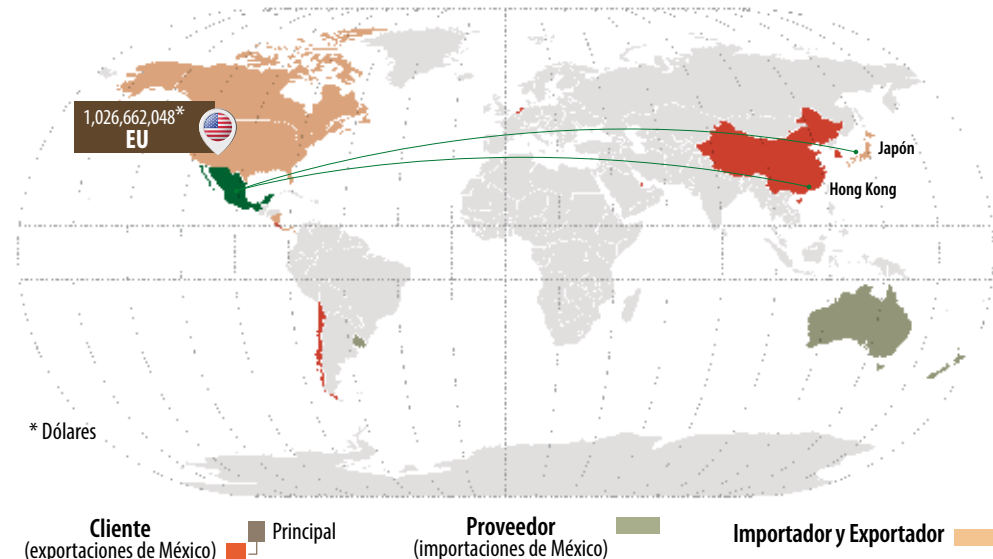 1,026,662,048*
EU
Japón
Hong Kong
* Dólares
Cliente
(exportaciones de México)
Principal
Proveedor
(importaciones de México)
Importador y Exportador